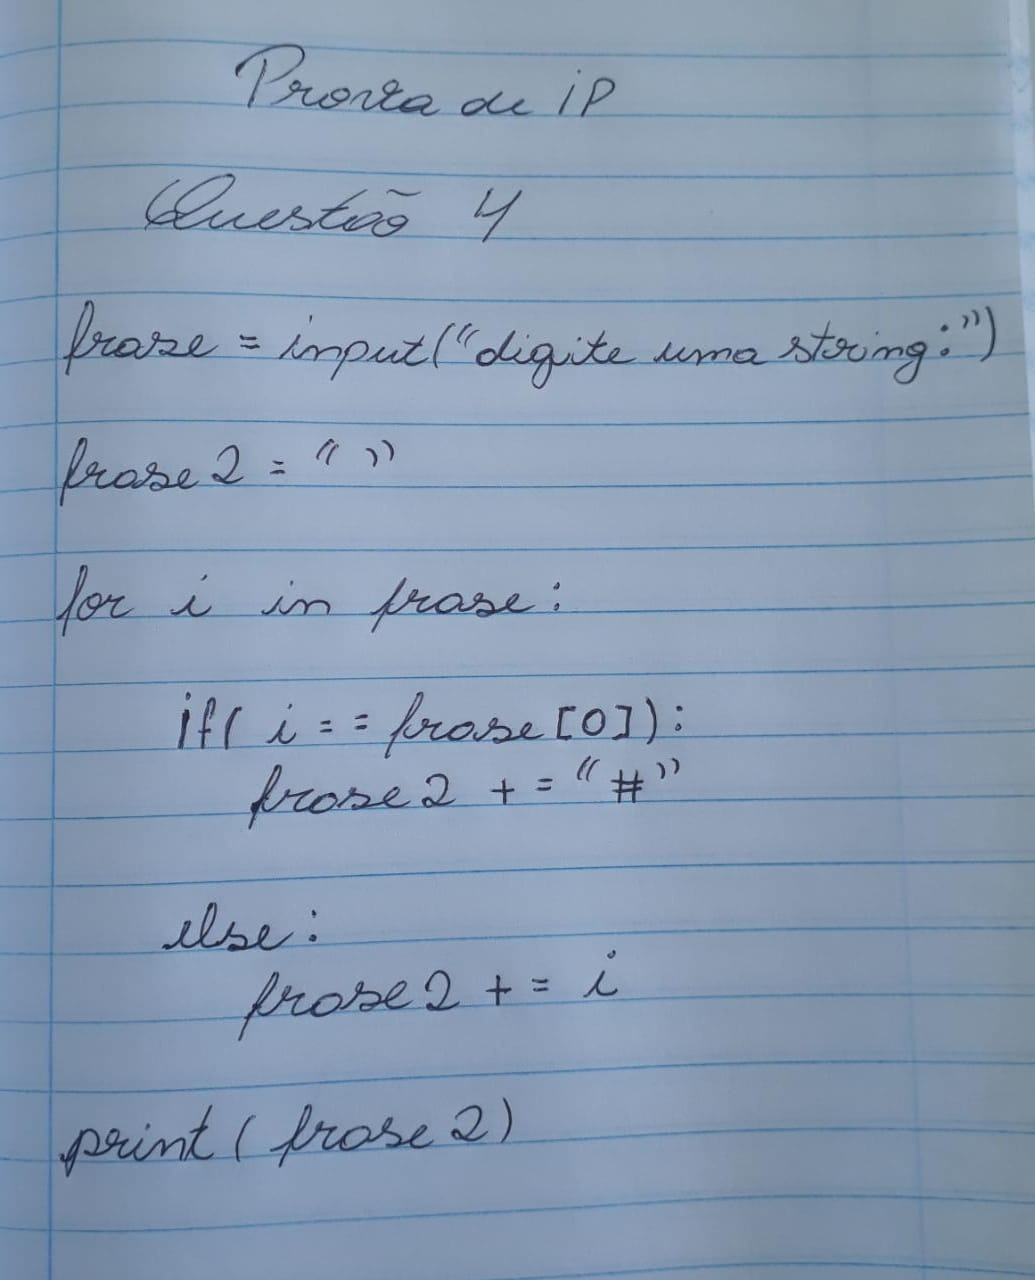 Prova de iP
Questão 4
frase = input(“digite uma string:”)
frase2 = “ ”
for i in frase:
if( i == frase[0]):
frase2 += “#”
else:
frase2 += i
print( frase2)